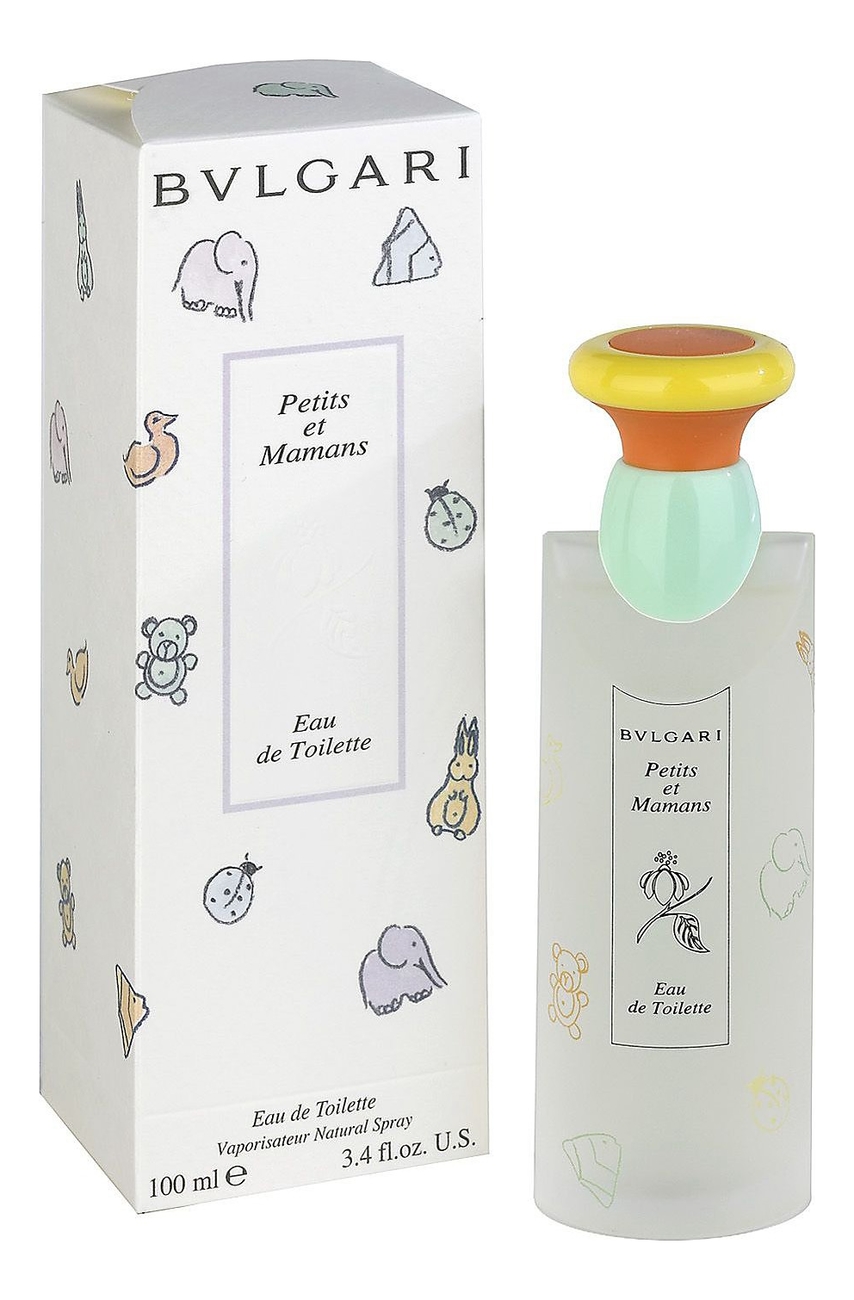 BVLGARI
Petits
et
Mamans
Eau
de Toilette
Eau de Toilette
Vaporisateur Natural Spray
100 ml ℮ 3.4 fl.oz. U.S.
BVLGARI
Petits
et
Mamans
Eau
de Toilette